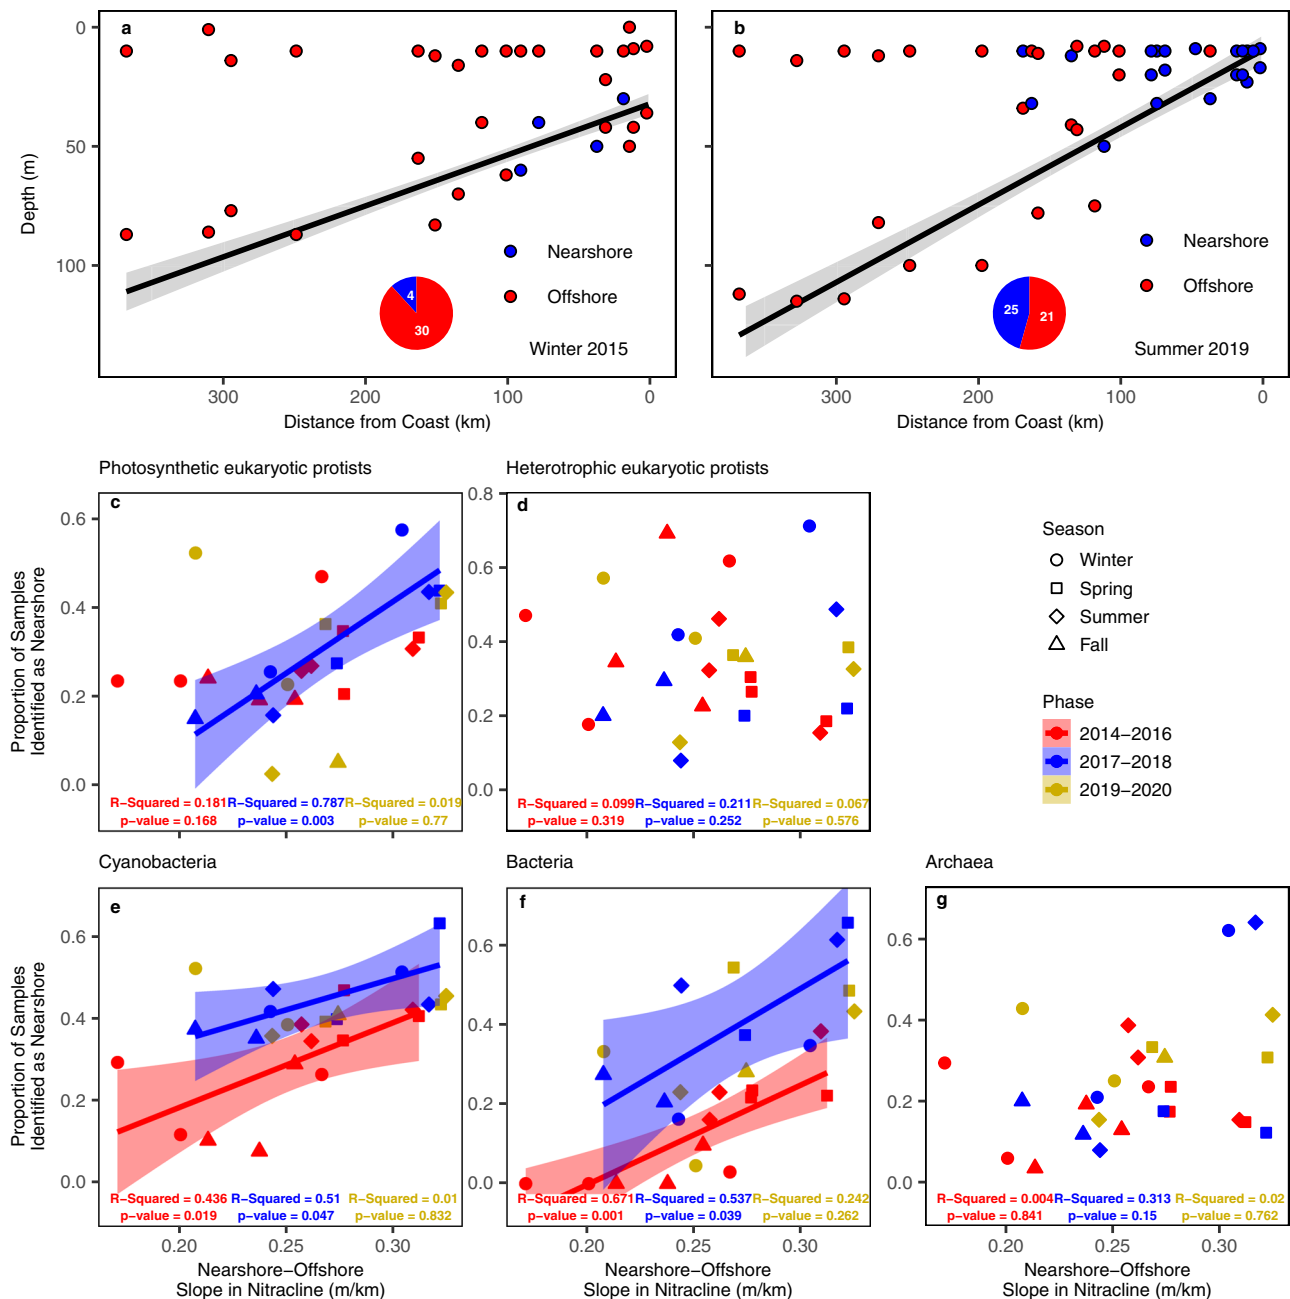 a
b
0
50
100
Depth (m)
Nearshore
Offshore
4
30
Winter 2015
Nearshore
Offshore
25
21
Summer 2019
300
200
100
0
300
200
100
0
Distance from Coast (km)
Distance from Coast (km)
Photosynthetic eukaryotic protists
Heterotrophic eukaryotic protists
c
0.6
0.4
0.2
0.0
Proportion of Samples
Identified as Nearshore
R−Squared = 0.181
p−value = 0.168
R−Squared = 0.787
p−value = 0.003
R−Squared = 0.019
p−value = 0.77
d
0.8
0.6
0.4
0.2
0.0
R−Squared = 0.099
p−value = 0.319
R−Squared = 0.211
p−value = 0.252
R−Squared = 0.067
p−value = 0.576
Season
Winter
Spring
Summer
Fall
Phase
2014−2016
2017−2018
2019−2020
Cyanobacteria
Bacteria
Archaea
e
0.6
0.4
0.2
0.0
Proportion of Samples
Identified as Nearshore
R−Squared = 0.436
p−value = 0.019
R−Squared = 0.51
p−value = 0.047
R−Squared = 0.01
p−value = 0.832
0.20
0.25
0.30
Nearshore−Offshore
Slope in Nitracline (m/km)
f
0.6
0.4
0.2
0.0
R−Squared = 0.671
p−value = 0.001
R−Squared = 0.537
p−value = 0.039
R−Squared = 0.242
p−value = 0.262
0.20
0.25
0.30
Nearshore−Offshore
Slope in Nitracline (m/km)
g
0.6
0.4
0.2
0.0
R−Squared = 0.004
p−value = 0.841
R−Squared = 0.313
p−value = 0.15
R−Squared = 0.02
p−value = 0.762
0.20
0.25
0.30
Nearshore−Offshore
Slope in Nitracline (m/km)